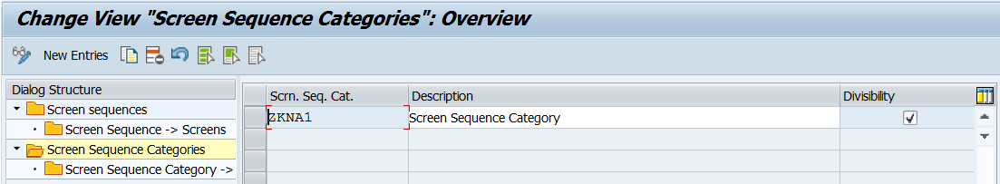 Change View "Screen Sequence Categories": Overview
New Entries
Dialog Structure
Screen sequences
Screen Sequence -> Screens
Screen Sequence Categories
Screen Sequence Category ->
Scrn. Seq. Cat. Description Divisibility
ZKNA1 Screen Sequence Category